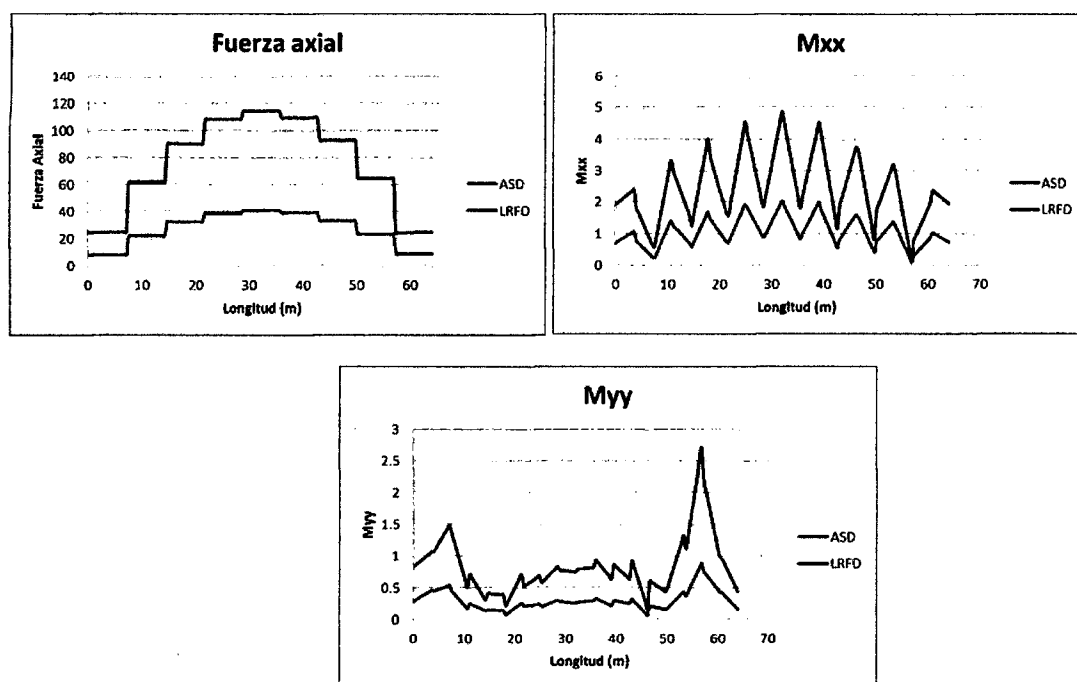 Fuerza axial
Fuerza Axial
140
120
100
80
60
40
20
0
0 10 20 30 40 50 60
Longitud (m)
ASD
LRFD
Mxx
Mxx
6
5
4
3
2
1
0
0 10 20 30 40 50 60 70
Longitud (m)
ASD
LRFD
Myy
Myy
3
2.5
2
1.5
1
0.5
0
0 10 20 30 40 50 60 70
Longitud (m)
ASD
LRFD